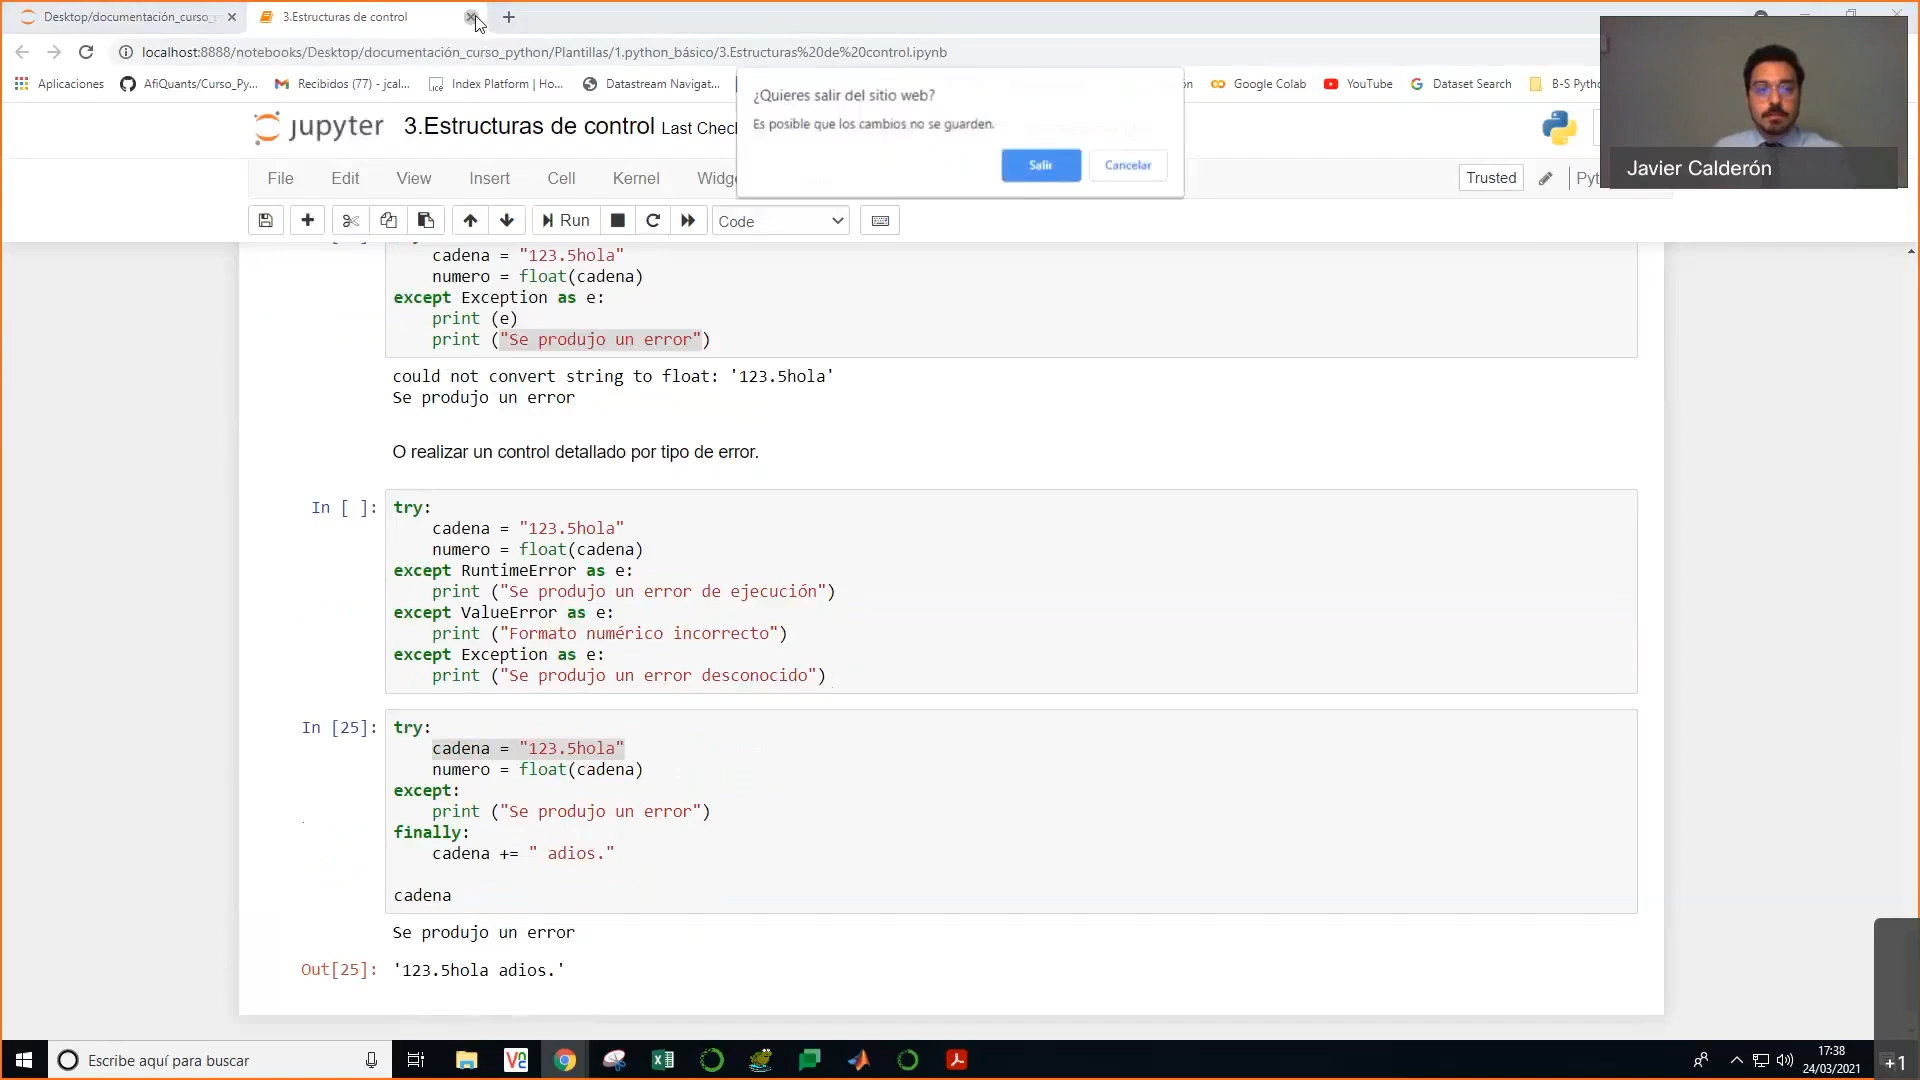 Desktop/documentación_curso_p
3.Estructuras de control
localhost:8888/notebooks/Desktop/documentación_curso_python/Plantillas/1.python_básico/3.Estructuras%20de%20control.ipynb
Aplicaciones
AfiQuants/Curso_Py...
Recibidos (77) - jcal...
Index Platform | Ho...
Datastream Navigat...
Google Colab
YouTube
Dataset Search
B-S Pytho
¿Quieres salir del sitio web?
Es posible que los cambios no se guarden.
Salir
Cancelar
Javier Calderón
jupyter
3.Estructuras de control
Last Chec
File
Edit
View
Insert
Cell
Kernel
Widg
Trusted
Pyt
Run
Code
cadena = "123.5hola"
numero = float(cadena)
except Exception as e:
print (e)
print ("Se produjo un error")
could not convert string to float: '123.5hola'
Se produjo un error
O realizar un control detallado por tipo de error.
In [ ]:
try:
cadena = "123.5hola"
numero = float(cadena)
except RuntimeError as e:
print ("Se produjo un error de ejecución")
except ValueError as e:
print ("Formato numérico incorrecto")
except Exception as e:
print ("Se produjo un error desconocido")
In [25]:
try:
cadena = "123.5hola"
numero = float(cadena)
except:
print ("Se produjo un error")
finally:
cadena += " adios."
cadena
Se produjo un error
Out[25]: '123.5hola adios.'
Escribe aquí para buscar
17:38
24/03/2021
+1